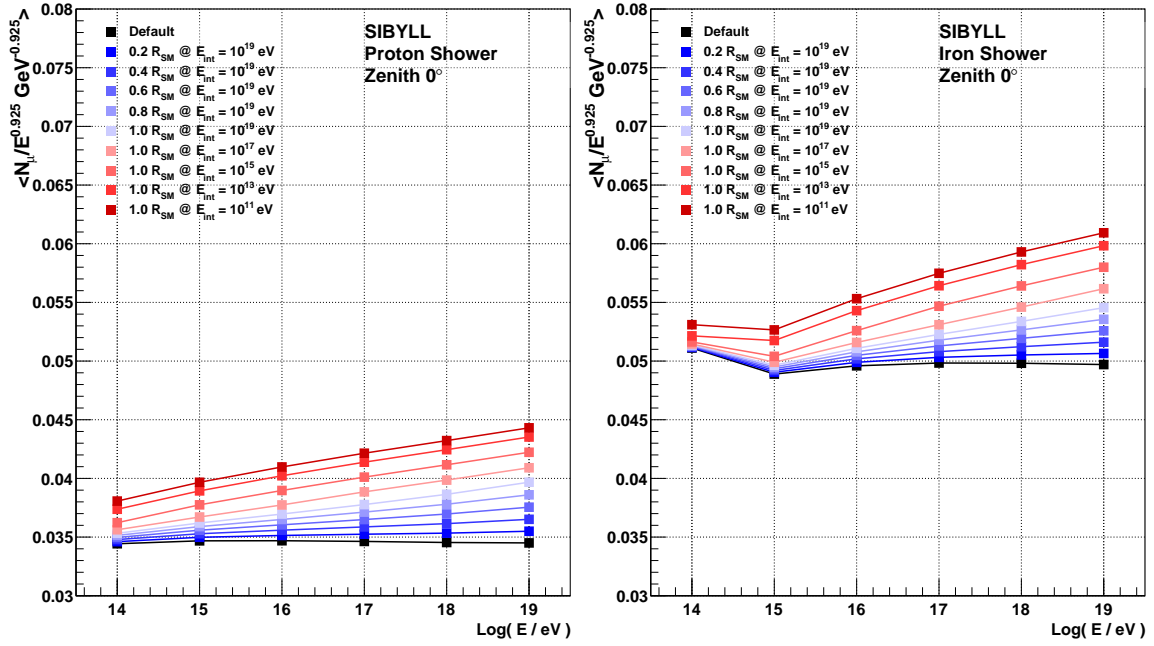 <N_μ/E^0.925 GeV^-0.925>
0.08
0.075
0.07
0.065
0.06
0.055
0.05
0.045
0.04
0.035
0.03
Default
0.2 R_SM @ E_int = 10^19 eV
0.4 R_SM @ E_int = 10^19 eV
0.6 R_SM @ E_int = 10^19 eV
0.8 R_SM @ E_int = 10^19 eV
1.0 R_SM @ E_int = 10^19 eV
1.0 R_SM @ E_int = 10^17 eV
1.0 R_SM @ E_int = 10^15 eV
1.0 R_SM @ E_int = 10^13 eV
1.0 R_SM @ E_int = 10^11 eV
SIBYLL
Proton Shower
Zenith 0°
14 15 16 17 18 19
Log( E / eV )
<N_μ/E^0.925 GeV^-0.925>
0.08
0.075
0.07
0.065
0.06
0.055
0.05
0.045
0.04
0.035
0.03
Default
0.2 R_SM @ E_int = 10^19 eV
0.4 R_SM @ E_int = 10^19 eV
0.6 R_SM @ E_int = 10^19 eV
0.8 R_SM @ E_int = 10^19 eV
1.0 R_SM @ E_int = 10^19 eV
1.0 R_SM @ E_int = 10^17 eV
1.0 R_SM @ E_int = 10^15 eV
1.0 R_SM @ E_int = 10^13 eV
1.0 R_SM @ E_int = 10^11 eV
SIBYLL
Iron Shower
Zenith 0°
14 15 16 17 18 19
Log( E / eV )